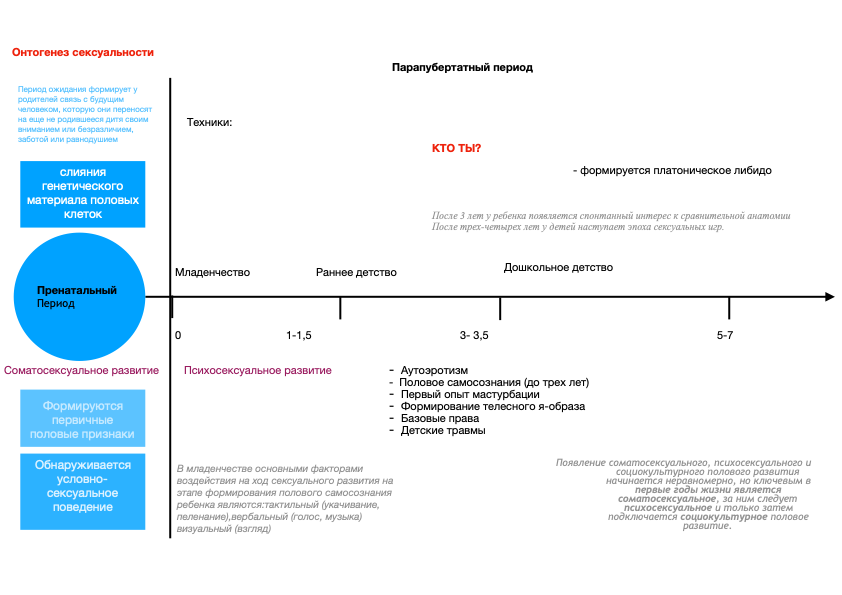 Онтогенез сексуальности
Парапубертатный период
Период ожидания формирует у
родителей связь с будущим
человеком, которую они переносят
на еще не родившееся дитя своим
вниманием или безразличием,
заботой или равнодушием
Техники:
КТО ТЫ?
слияния
генетического
материала половых
клеток
- формируется платоническое либидо
После 3 лет у ребенка появляется спонтанный интерес к сравнительной анатомии
После трех-четырех лет у детей наступает эпоха сексуальных игр.
Младенчество
Раннее детство
Дошкольное детство
Пренатальный
Период
0
1-1,5
3- 3,5
5-7
Соматосексуальное развитие
Психосексуальное развитие
- Аутоэротизм
- Половое самосознания (до трех лет)
- Первый опыт мастурбации
- Формирование телесного я-образа
- Базовые права
- Детские травмы
Формируются
первичные
половые признаки
Обнаруживается
условно-
сексуальное
поведение
В младенчестве основными факторами
воздействия на ход сексуального развития на
этапе формирования полового самосознания
ребенка являются:тактильный (укачивание,
пеленание),вербальный (голос, музыка)
визуальный (взгляд)
Появление соматосексуального, психосексуального и
социокультурного полового развития
начинается неравномерно, но ключевым в
первые годы жизни является
соматосексуальное, за ним следует
психосексуальное и только затем
подключается социокультурное половое
развитие.